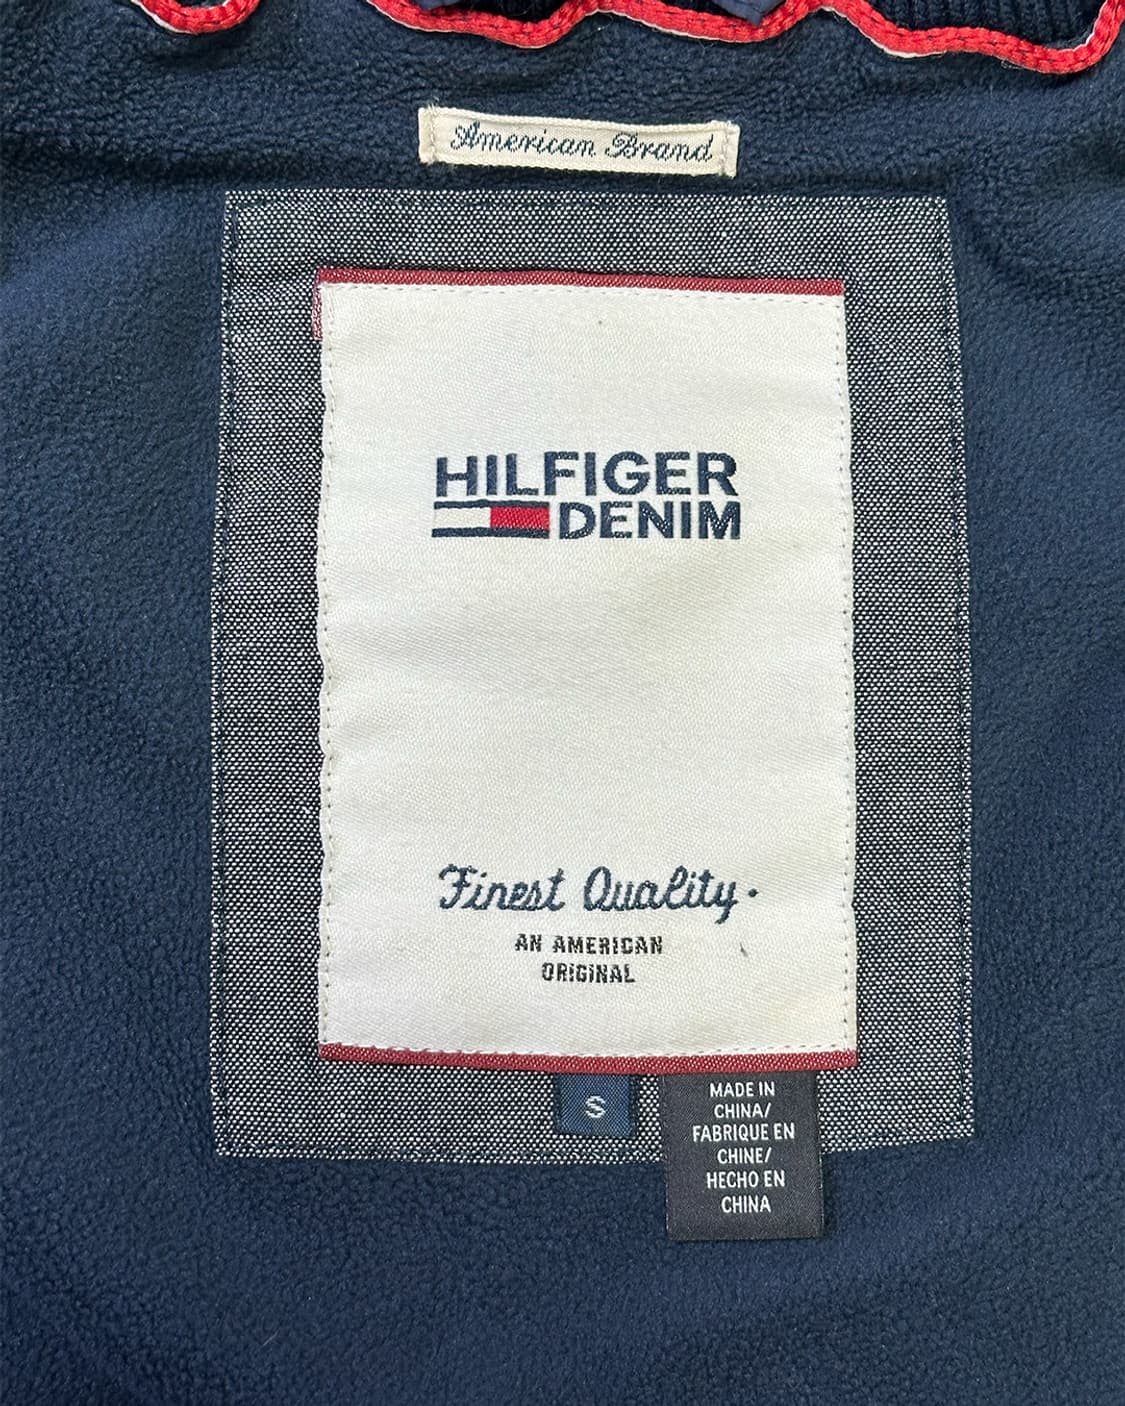 American Brand
HILFIGER
DENIM
Finest Quality.
AN AMERICAN
ORIGINAL
S
MADE IN
CHINA/
FABRIQUE EN
CHINE/
HECHO EN
CHINA